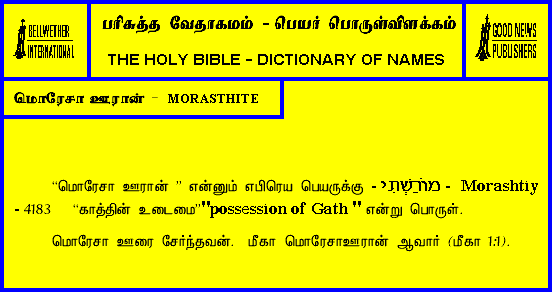 BELLWETHER
INTERNATIONAL
பரிசுத்த வேதாகமம் - பெயர் பொருள்விளக்கம்
THE HOLY BIBLE - DICTIONARY OF NAMES
GOOD NEWS
PUBLISHERS
மொரேசா ஊரான் - MORASTHITE
“மொரேசா ஊரான் ” என்னும் எபிரெய பெயருக்கு - מוֹרַשְׁתִּי - Morashtiy
- 4183 “காத்தின் உடைமை”"possession of Gath " என்று பொருள்.
மொரேசா ஊரை சேர்ந்தவன். மீகா மொரேசாஊரான் ஆவார் (மீகா 1:1).